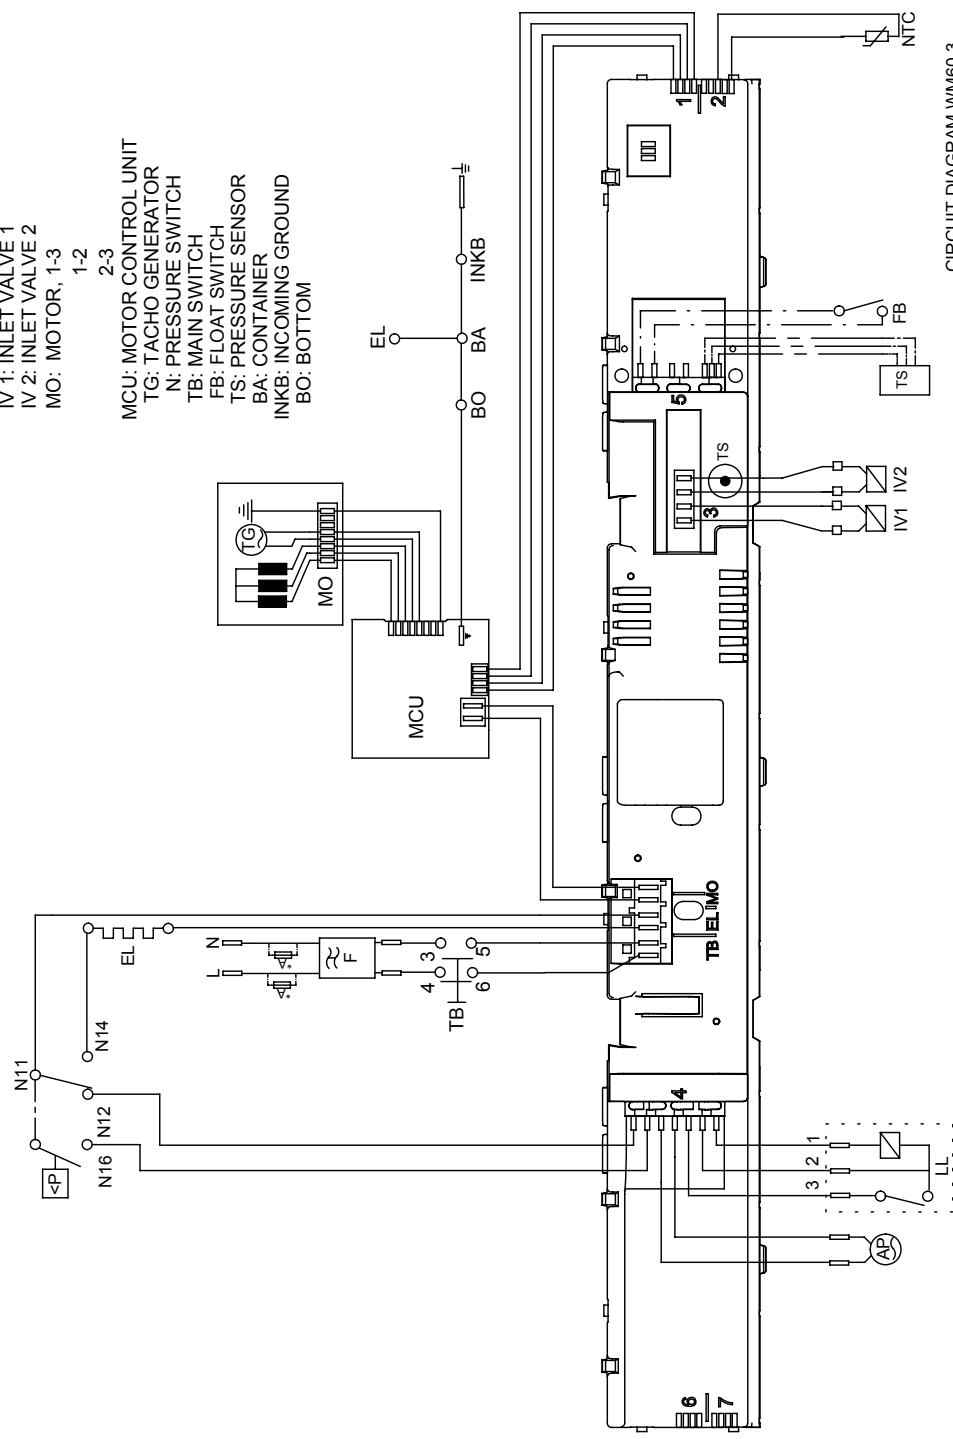 IV 1: INLET VALVE 1
IV 2: INLET VALVE 2
MO: MOTOR, 1-3
1-2
2-3
MCU: MOTOR CONTROL UNIT
TG: TACHO GENERATOR
N: PRESSURE SWITCH
TB: MAIN SWITCH
FB: FLOAT SWITCH
TS: PRESSURE SENSOR
BA: CONTAINER
INKB: INCOMING GROUND
BO: BOTTOM
NTC
CIRCUIT DIAGRAM WM60.3
1
2
EL
INKB
BA
BO
TG
MO
MCU
FB
TS
5
TS
3
IV1
IV2
EL
N
L
A*
A*
F
3
5
4
6
TB
TB EL MO
N11
N14
N12
N16
<P
4
1
2
3
LL
AP
6
7